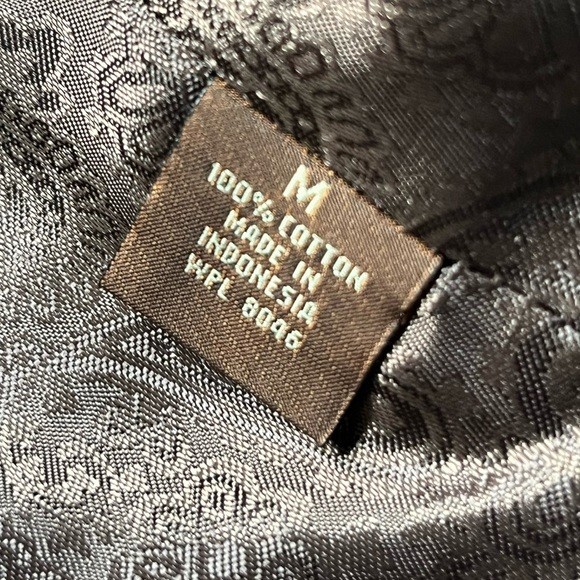 M
100% COTTON
MADE IN
INDONESIA
WPL 8046